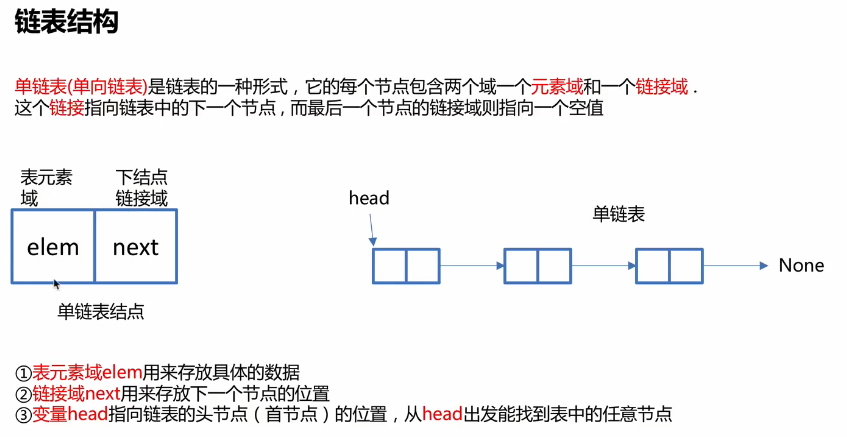 链表结构
单链表(单向链表)是链表的一种形式，它的每个节点包含两个域一个元素域和一个链接域.
这个链接指向链表中的下一个节点，而最后一个节点的链接域则指向一个空值
表元素
域
下结点
链接域
elem
next
单链表结点
head
单链表
None
①表元素域elem用来存放具体的数据
②链接域next用来存放下一个节点的位置
③变量head指向链表的头节点（首节点）的位置，从head出发能找到表中的任意节点